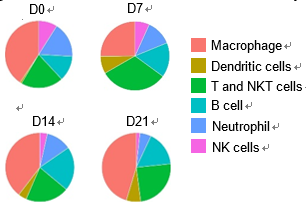 D0
D7
Macrophage
Dendritic cells
T and NKT cells
B cell
Neutrophil
NK cells
D14
D21